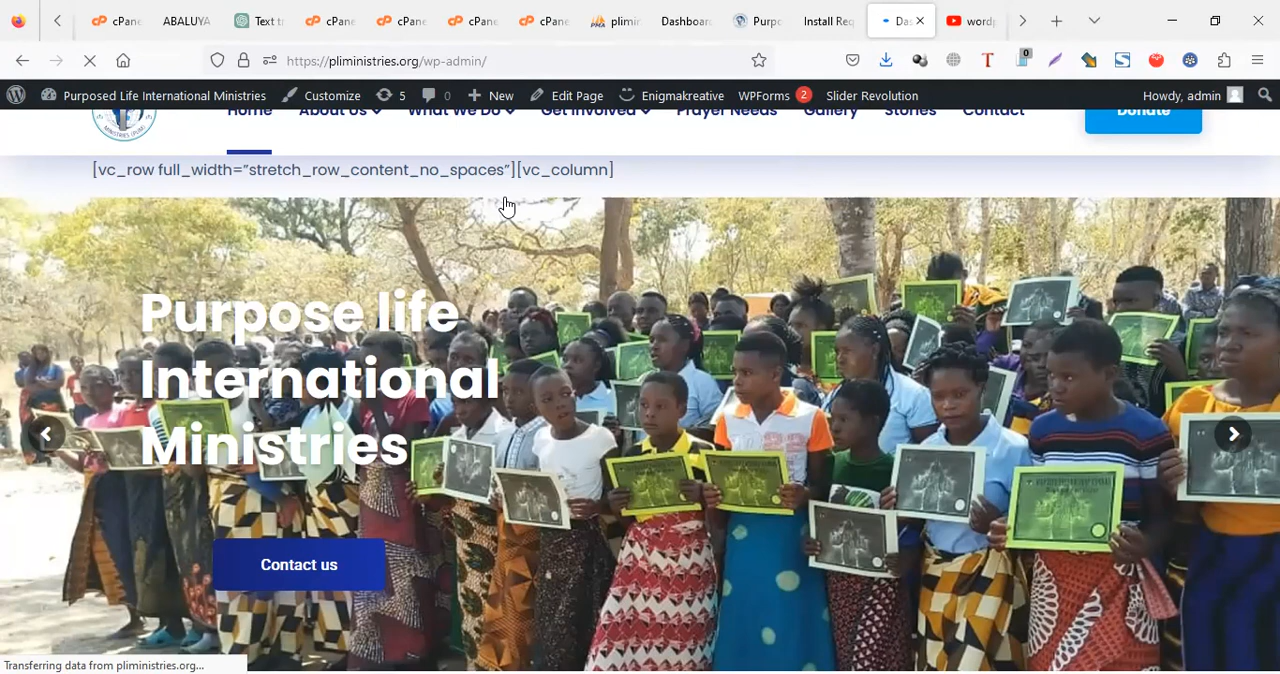 cPane
ABALUYA
Text tr
cPane
cPane
cPane
cPane
plimin
Dashboar
Purpo
Install Req
Da
wordp
https://pliministries.org/wp-admin/
0
Purposed Life International Ministries
Customize
5
0
New
Edit Page
Enigmakreative
WPForms 2
Slider Revolution
Howdy, admin
Home
About Us
What We Do
Get Involved
Prayer Needs
Gallery
Stories
Contact
Donate
[vc_row full_width=”stretch_row_content_no_spaces”][vc_column]
Purpose life
International
Ministries
Contact us
Transferring data from pliministries.org...